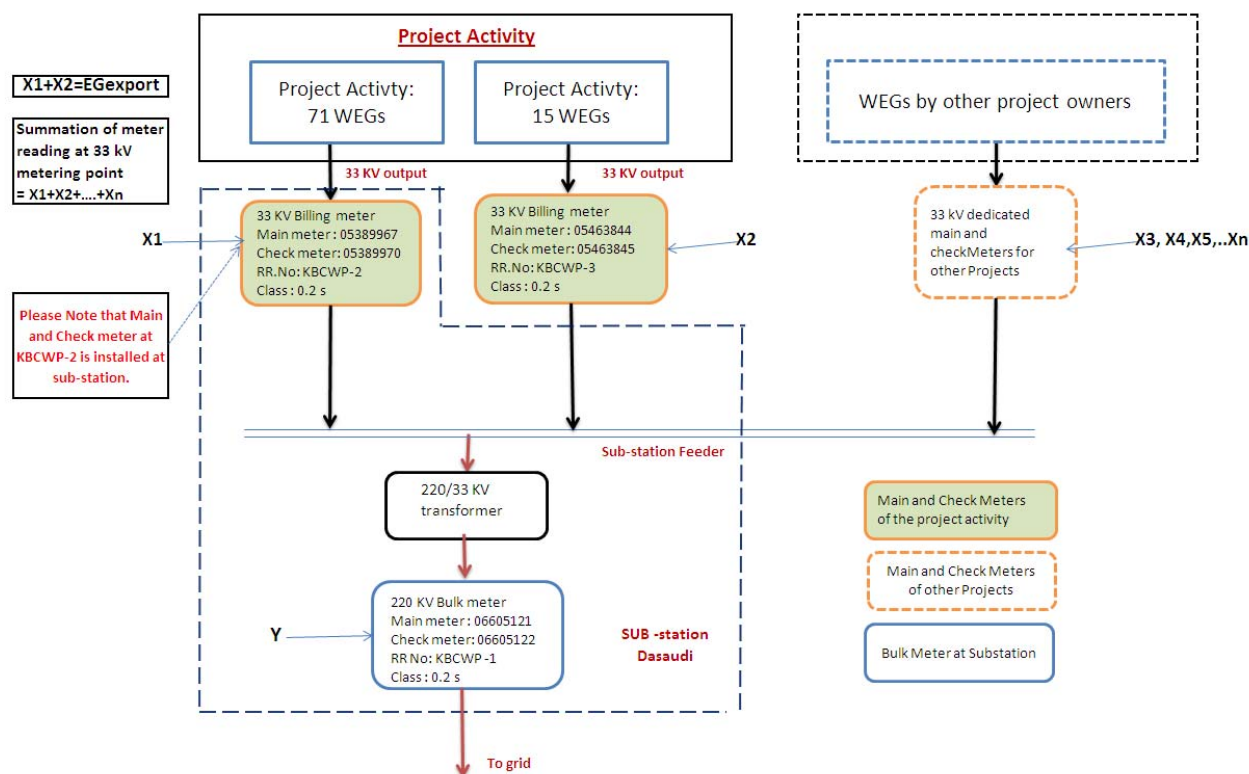 Project Activity
X1+X2=EGexport
Summation of meter
reading at 33 kV
metering point
= X1+X2+....+Xn
Project Activty:
71 WEGs
Project Activty:
15 WEGs
WEGs by other project owners
33 KV output
33 KV output
X1
33 KV Billing meter
Main meter : 05389967
Check meter: 05389970
RR.No: KBCWP-2
Class : 0.2 s
33 KV Billing meter
Main meter : 05463844
Check meter: 05463845
RR.No: KBCWP-3
Class : 0.2 s
X2
33 kV dedicated
main and
checkMeters for
other Projects
X3, X4,X5,..Xn
Please Note that Main
and Check meter at
KBCWP-2 is installed at
sub-station.
Sub-station Feeder
220/33 KV
transformer
Main and Check Meters
of the project activity
Main and Check Meters
of other Projects
Bulk Meter at Substation
Y
220 KV Bulk meter
Main meter : 06605121
Check meter: 06605122
RR No: KBCWP -1
Class : 0.2 s
SUB -station
Dasaudi
To grid